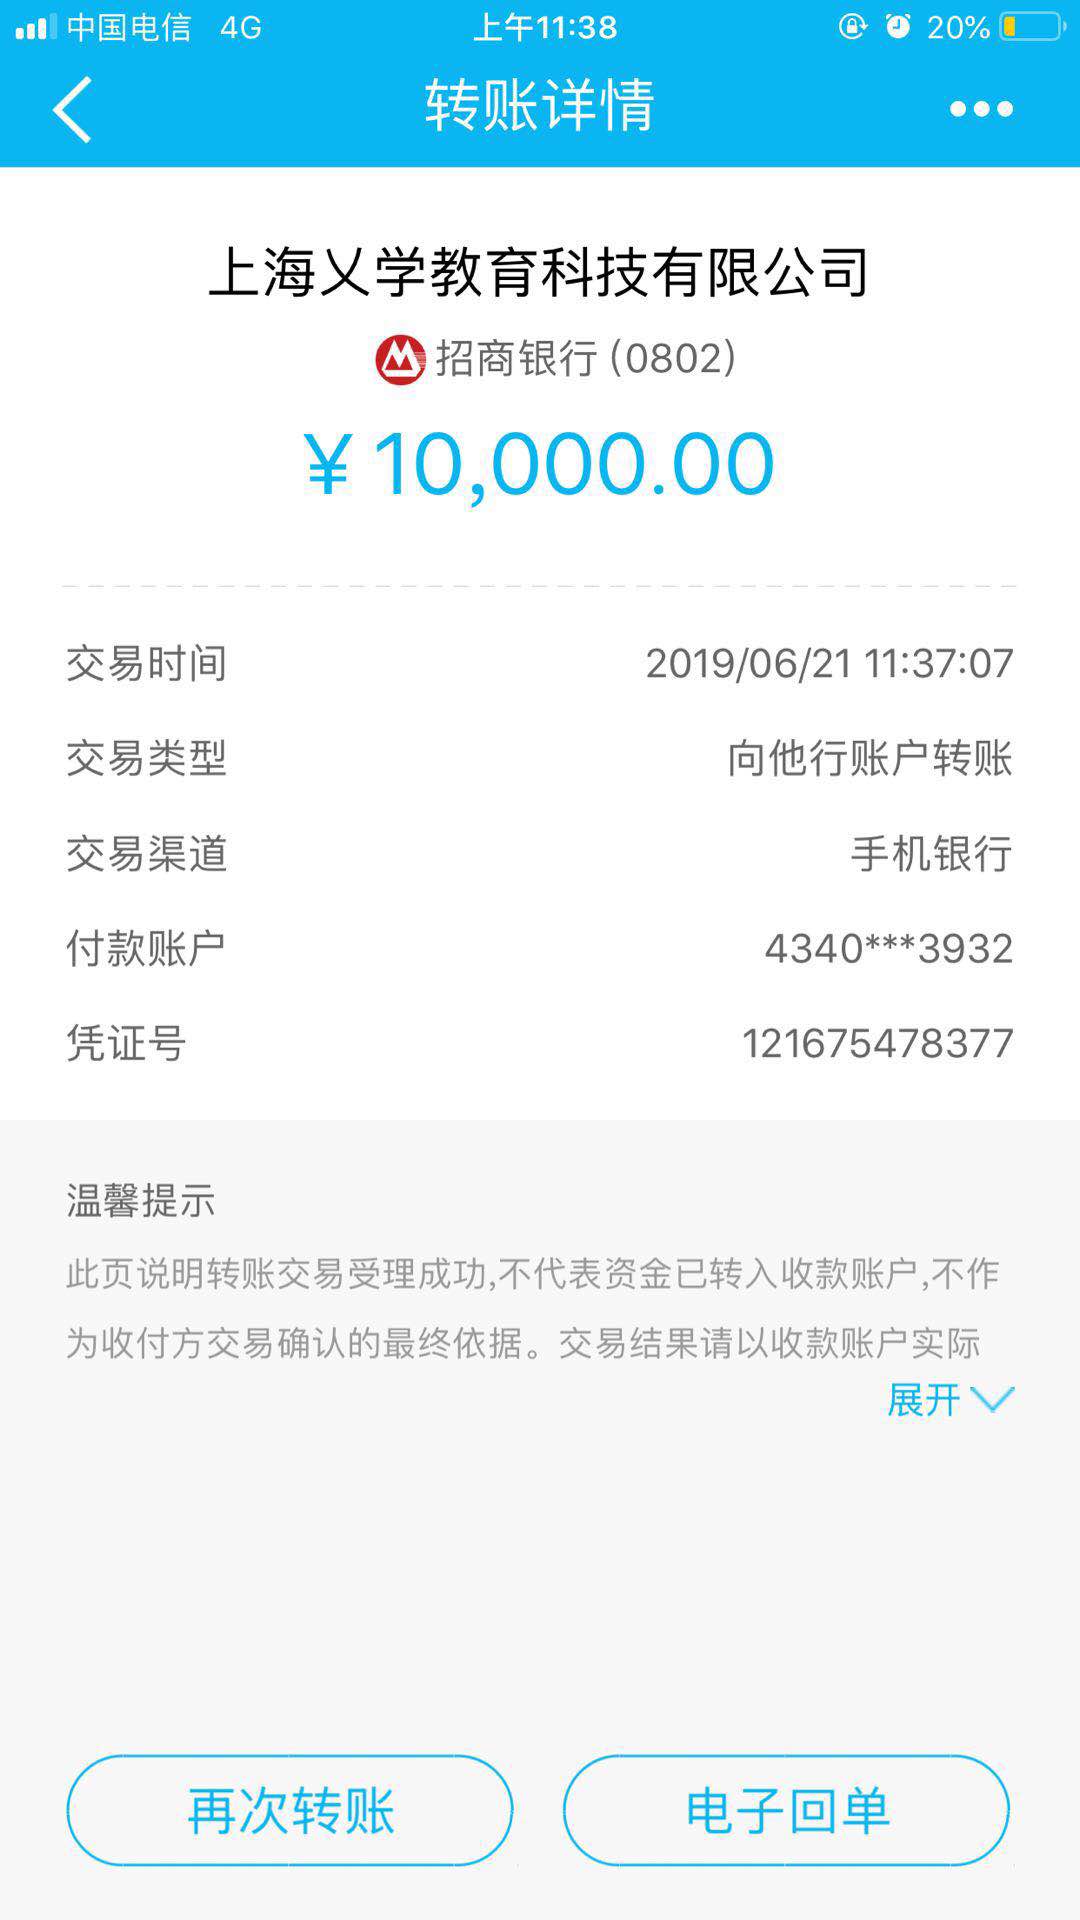 中国电信 4G 上午11:38 20%
转账详情
上海乂学教育科技有限公司
招商银行 (0802)
¥ 10,000.00
交易时间 2019/06/21 11:37:07
交易类型 向他行账户转账
交易渠道 手机银行
付款账户 4340***3932
凭证号 121675478377
温馨提示
此页说明转账交易受理成功,不代表资金已转入收款账户,不作
为收付方交易确认的最终依据。交易结果请以收款账户实际
展开
再次转账 电子回单